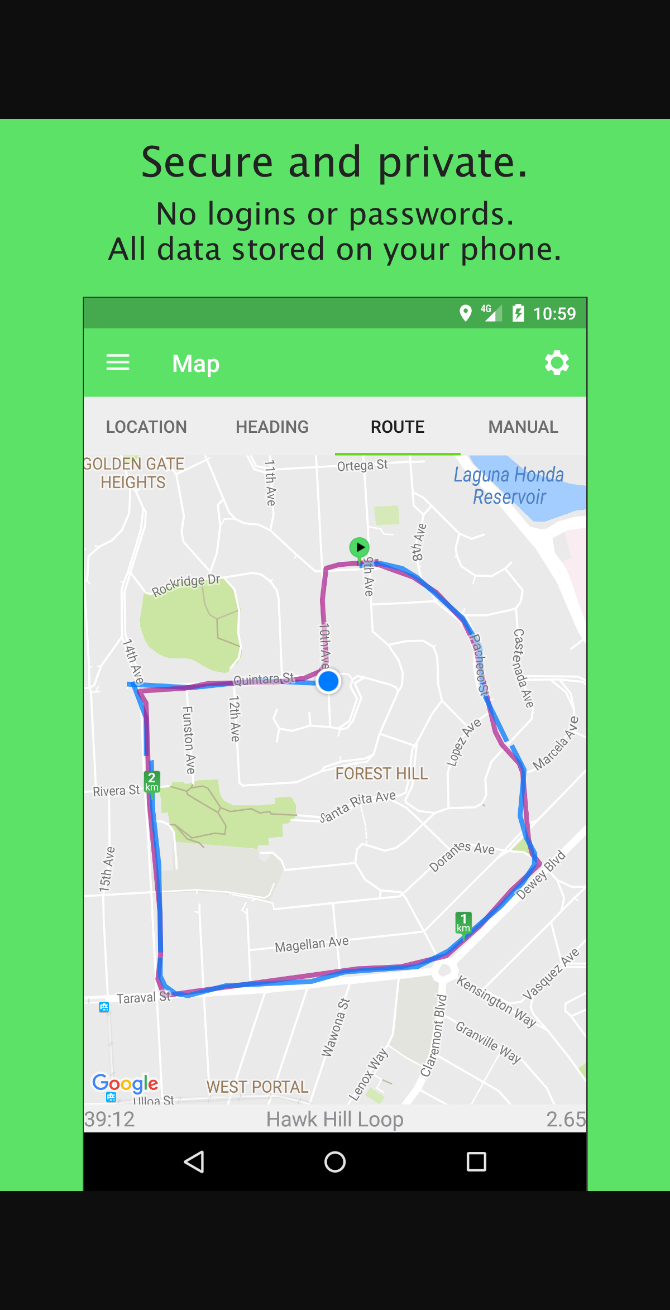 Secure and private.
No logins or passwords.
All data stored on your phone.
4G 10:59
Map
LOCATION HEADING ROUTE MANUAL
GOLDEN GATE
HEIGHTS
11th Ave
Ortega St
Laguna Honda
Reservoir
8th Ave
9th Ave
Rockridge Dr
10th Ave
14th Ave
Pacheco St
Castenada Ave
Quintara St
12th Ave
Funston Ave
Lopez Ave
Marcela Ave
FOREST HILL
2
km
Rivera St
Santa Rita Ave
Dorantes Ave
15th Ave
Dewey Blvd
1
km
Magellan Ave
Taraval St
Kensington Way
Vasquez Ave
Wawona St
Claremont Blvd
Granville Way
Lenox Way
Google
WEST PORTAL
Ulloa St
39:12 Hawk Hill Loop 2.65